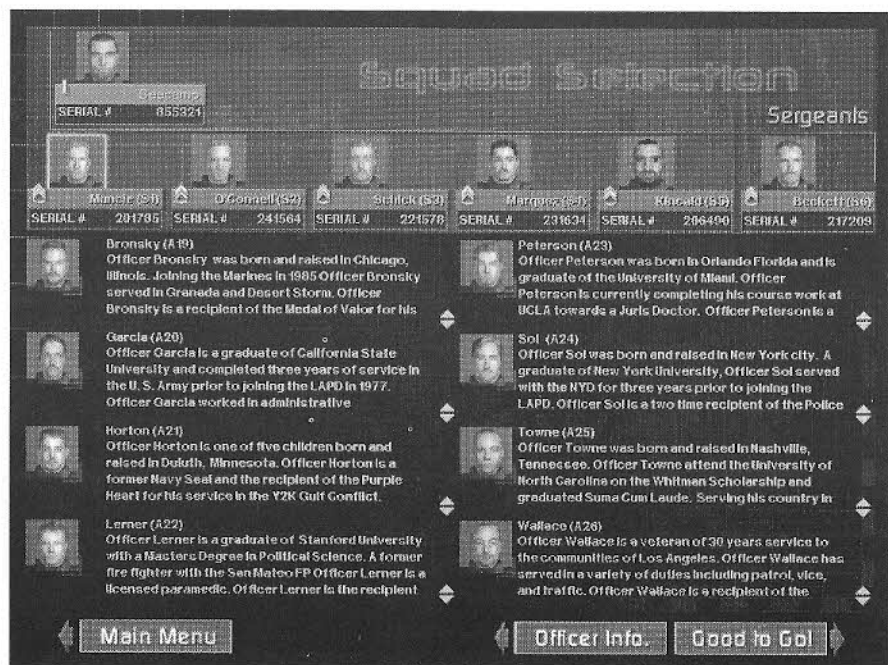 Squad Selection
SERIAL # 855321
Sergeants
Muncie (S1)
O'Connell (S2)
Schick (S3)
Marquez (S4)
Kincaid (S5)
Beckett (S6)
SERIAL # 201795
SERIAL # 241564
SERIAL # 221578
SERIAL # 231634
SERIAL # 206490
SERIAL # 217209
Bronsky (A19)
Officer Bronsky was born and raised in Chicago,
Illinois. Joining the Marines in 1985 Officer Bronsky
served in Granada and Desert Storm. Officer
Bronsky is a recipient of the Medal of Valor for his
Garcia (A20)
Officer Garcia is a graduate of California State
University and completed three years of service in
the U. S. Army prior to joining the LAPD in 1977.
Officer Garcia worked in administrative
Horton (A21)
Officer Horton is one of five children born and
raised in Duluth, Minnesota. Officer Horton is a
former Navy Seal and the recipient of the Purple
Heart for his service in the Y2K Gulf Conflict.
Lerner (A22)
Officer Lerner is a graduate of Stanford University
with a Masters Degree in Political Science. A former
fire fighter with the San Mateo FP Officer Lerner is a
licensed paramedic. Officer Lerner is the recipient
Peterson (A23)
Officer Peterson was born in Orlando Florida and is
graduate of the University of Miami. Officer
Peterson is currently completing his course work at
UCLA towards a Juris Doctor. Officer Peterson is a
Sol (A24)
Officer Sol was born and raised in New York city. A
graduate of New York University, Officer Sol served
with the NYD for three years prior to joining the
LAPD. Officer Sol is a two time recipient of the Police
Towne (A25)
Officer Towne was born and raised in Nashville,
Tennessee. Officer Towne attend the University of
North Carolina on the Whitman Scholarship and
graduated Suma Cum Laude. Serving his country in
Wallace (A26)
Officer Wallace is a veteran of 30 years service to
the communities of Los Angeles. Officer Wallace has
served in a variety of duties including patrol, vice,
and traffic. Officer Wallace is a recipient of the
Main Menu
Officer Info.
Good to Go!